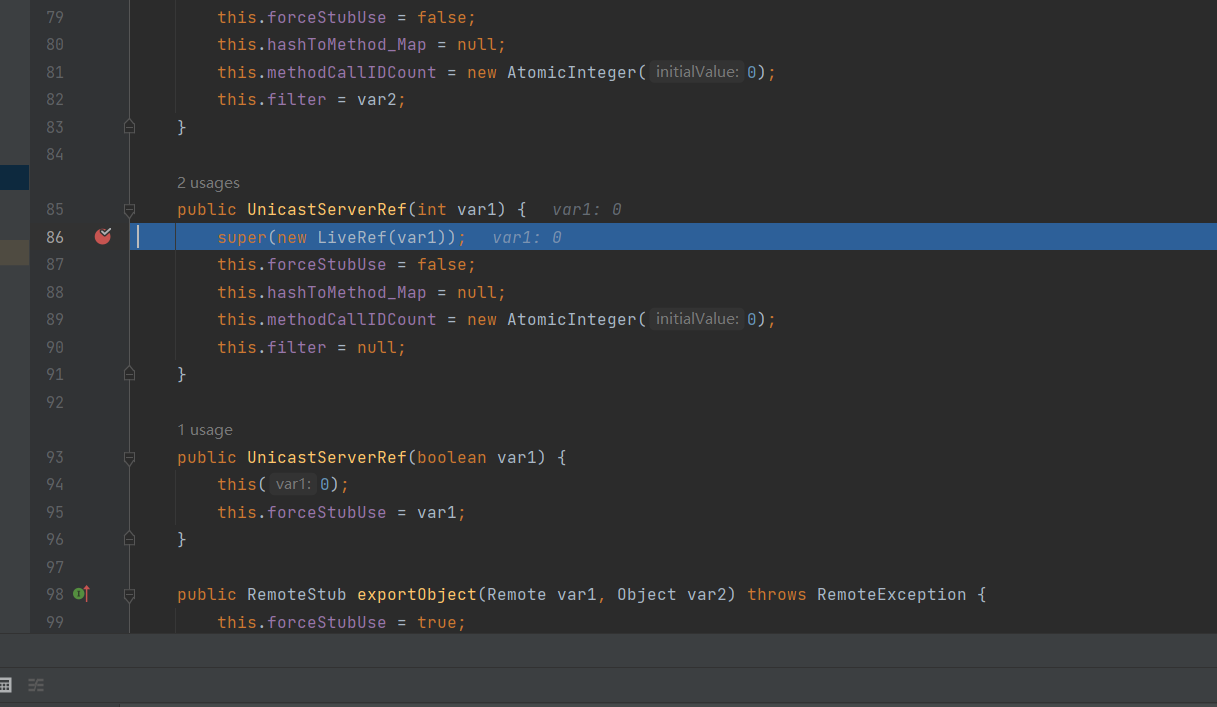 79 this.forceStubUse = false;
80 this.hashToMethod_Map = null;
81 this.methodCallIDCount = new AtomicInteger( initialValue: 0);
82 this.filter = var2;
83 }
84
2 usages
85 public UnicastServerRef(int var1) { var1: 0
86 super(new LiveRef(var1)); var1: 0
87 this.forceStubUse = false;
88 this.hashToMethod_Map = null;
89 this.methodCallIDCount = new AtomicInteger( initialValue: 0);
90 this.filter = null;
91 }
92
1 usage
93 public UnicastServerRef(boolean var1) {
94 this( var1: 0);
95 this.forceStubUse = var1;
96 }
97
98 public RemoteStub exportObject(Remote var1, Object var2) throws RemoteException {
99 this.forceStubUse = true;